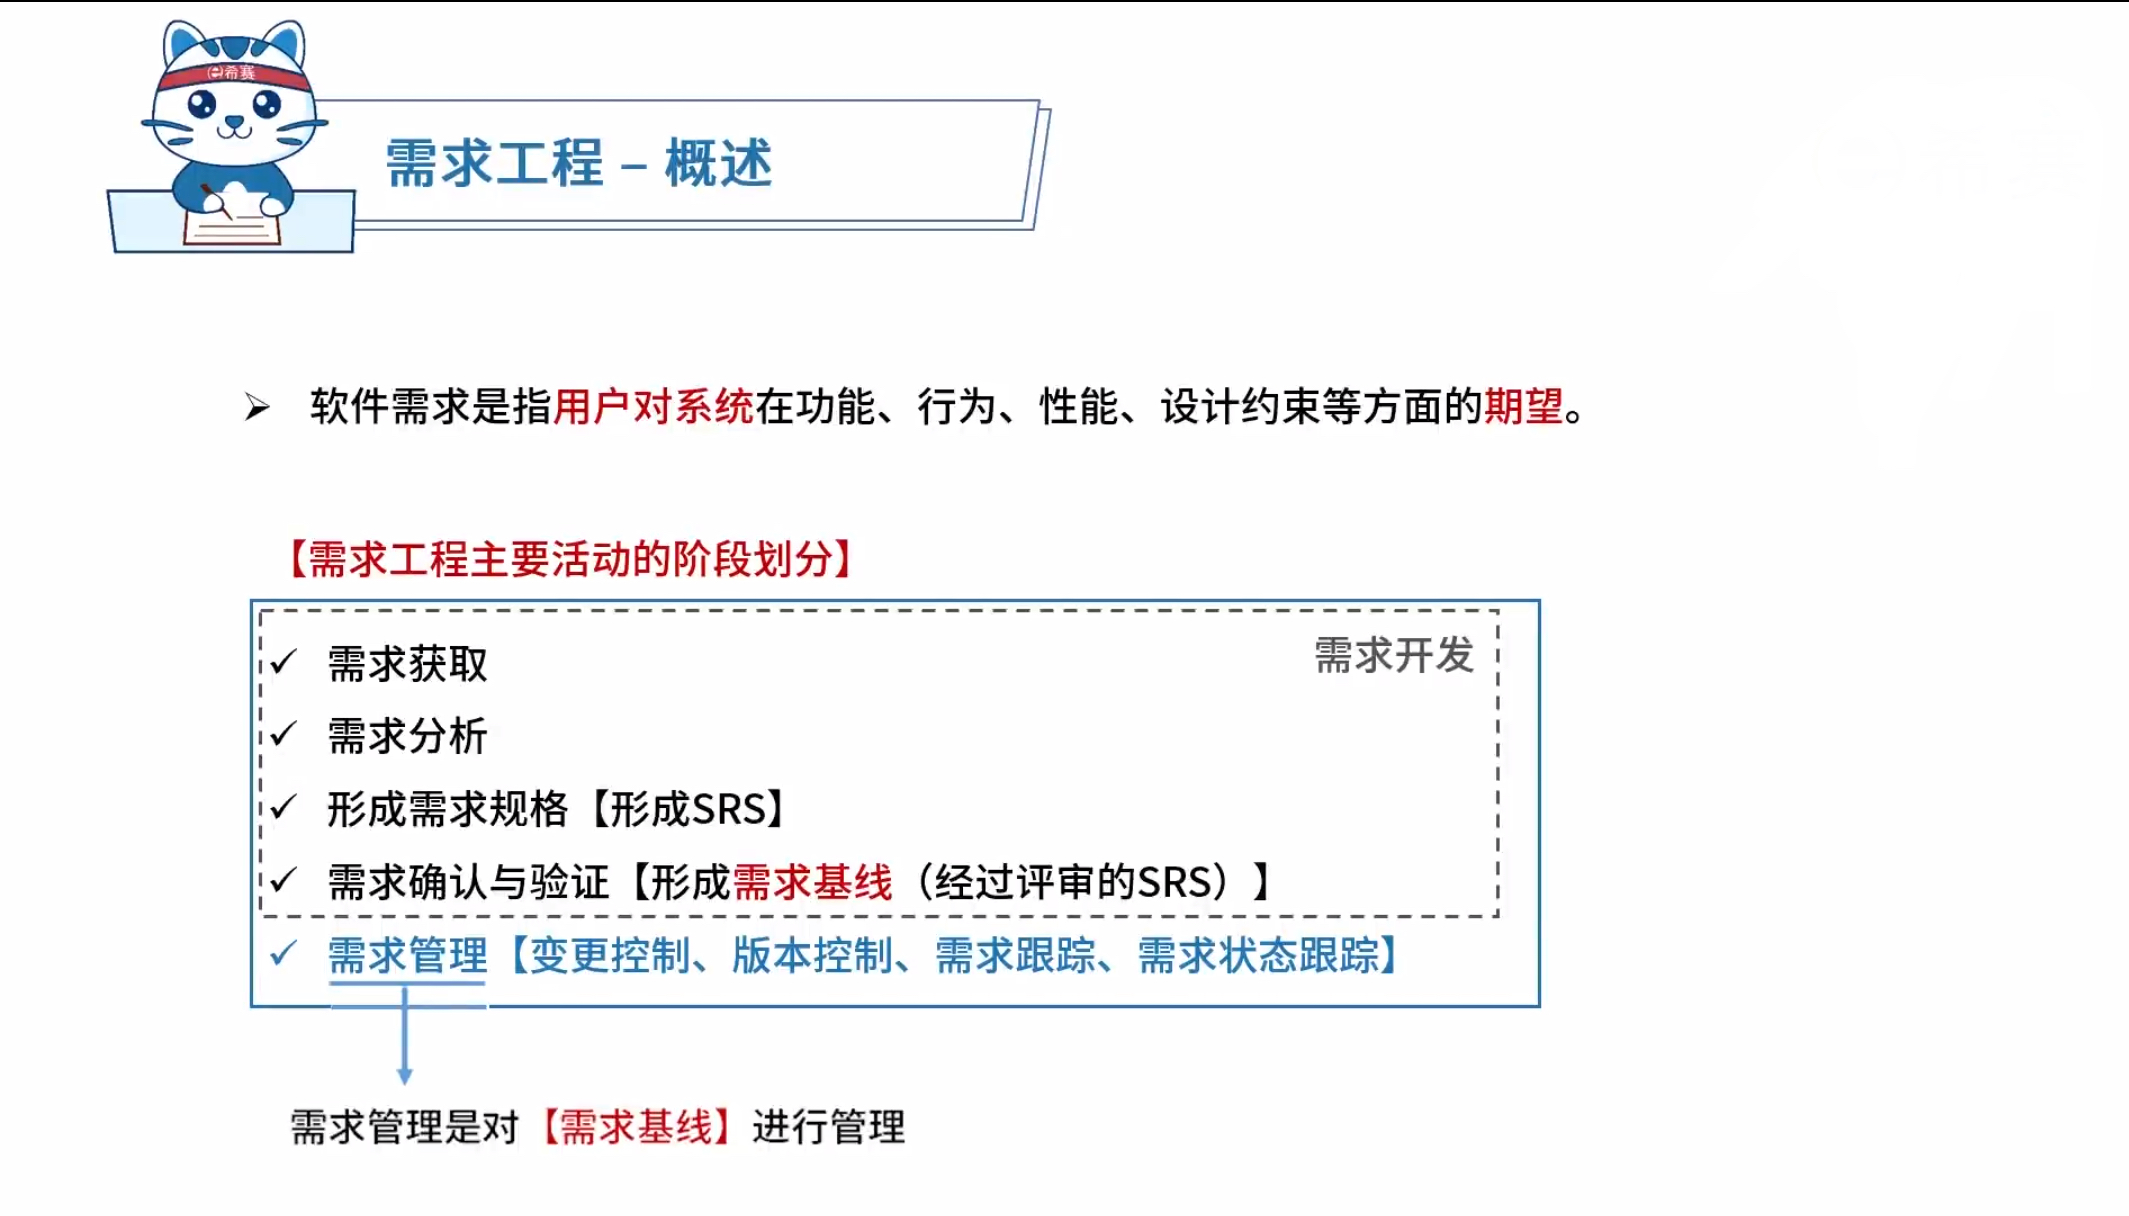 希赛
需求工程 – 概述
➢ 软件需求是指用户对系统在功能、行为、性能、设计约束等方面的期望。
【需求工程主要活动的阶段划分】
需求开发
✓ 需求获取
✓ 需求分析
✓ 形成需求规格【形成SRS】
✓ 需求确认与验证【形成需求基线（经过评审的SRS）】
✓ 需求管理【变更控制、版本控制、需求跟踪、需求状态跟踪】
需求管理是对【需求基线】进行管理